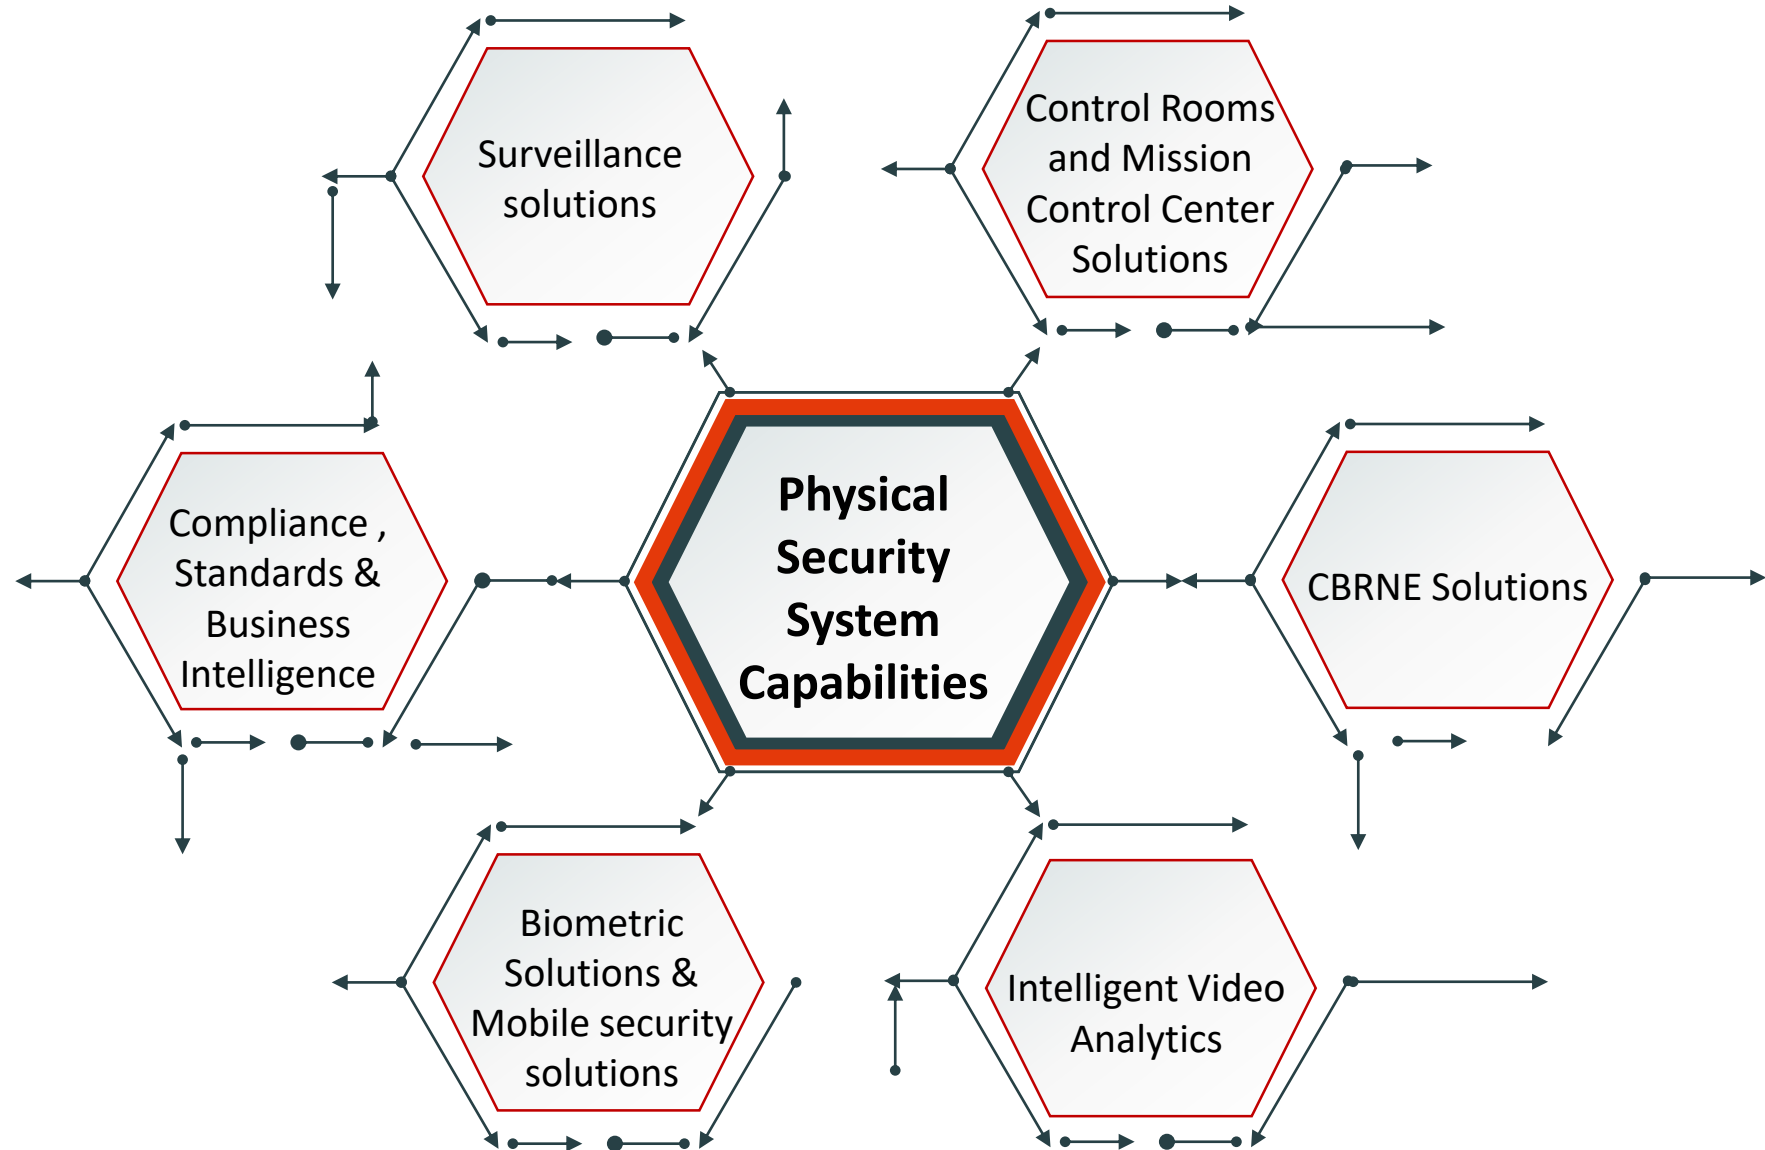 Surveillance
solutions
Control Rooms
and Mission
Control Center
Solutions
Compliance ,
Standards &
Business
Intelligence
Physical
Security
System
Capabilities
CBRNE Solutions
Biometric
Solutions &
Mobile security
solutions
Intelligent Video
Analytics